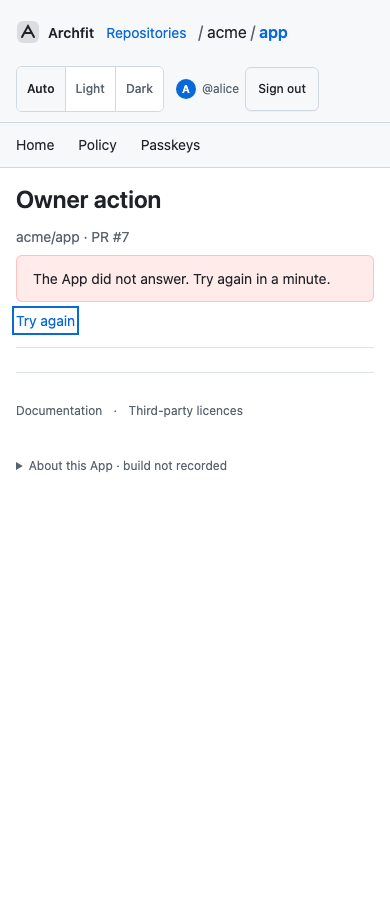 Archfit Repositories / acme / app
Auto Light Dark A @alice Sign out
Home Policy Passkeys
Owner action
acme/app · PR #7
The App did not answer. Try again in a minute.
Try again
Documentation · Third-party licences
About this App · build not recorded